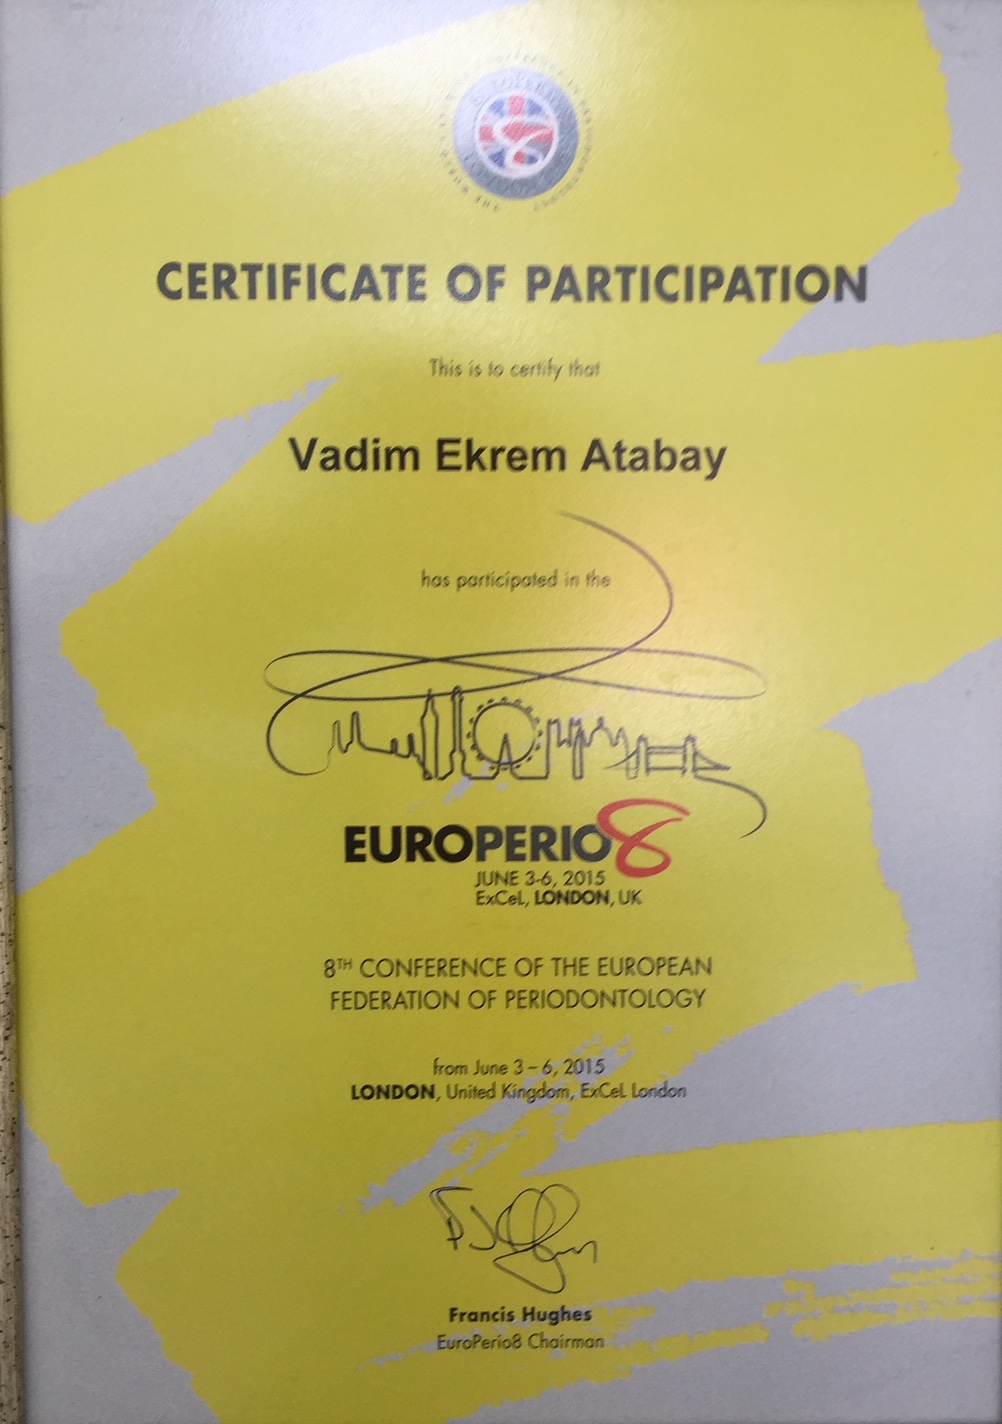 EUROPERIO
LONDON
CERTIFICATE OF PARTICIPATION
This is to certify that
Vadim Ekrem Atabay
has participated in the
EUROPERIO8
JUNE 3-6, 2015
ExCeL, LONDON, UK
8TH CONFERENCE OF THE EUROPEAN
FEDERATION OF PERIODONTOLOGY
from June 3 – 6, 2015
LONDON, United Kingdom, ExCeL London
Francis Hughes
EuroPerio8 Chairman